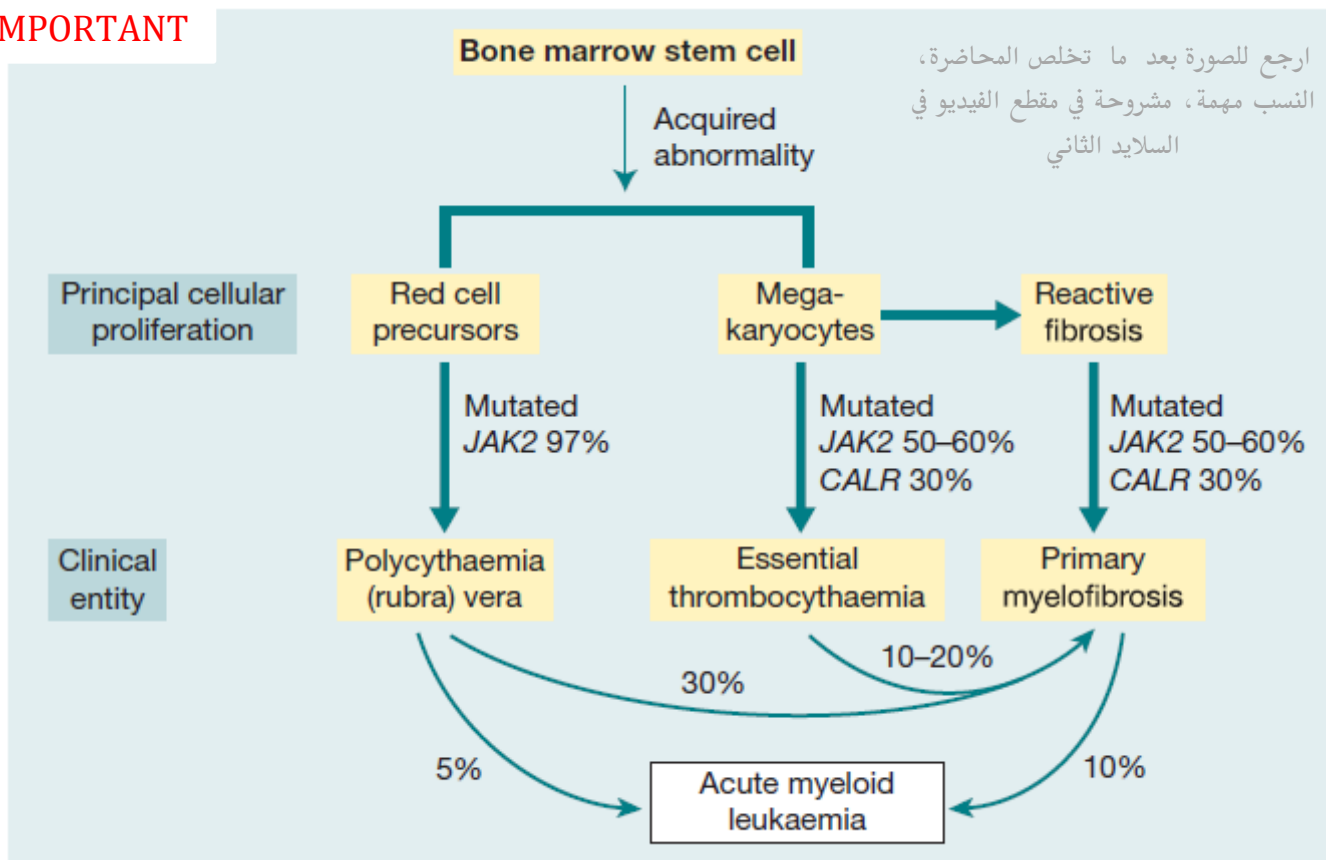 MPORTANT
Bone marrow stem cell
ارجع للصورة بعد ما تخلص المحاضرة،
النسب مهمة، مشروحة في مقطع الفيديو في
السلايد الثاني
Acquired
abnormality
Principal cellular
proliferation
Red cell
precursors
Mega-
karyocytes
Reactive
fibrosis
Mutated
JAK2 97%
Mutated
JAK2 50–60%
CALR 30%
Mutated
JAK2 50–60%
CALR 30%
Clinical
entity
Polycythaemia
(rubra) vera
Essential
thrombocythaemia
Primary
myelofibrosis
10–20%
30%
5%
10%
Acute myeloid
leukaemia